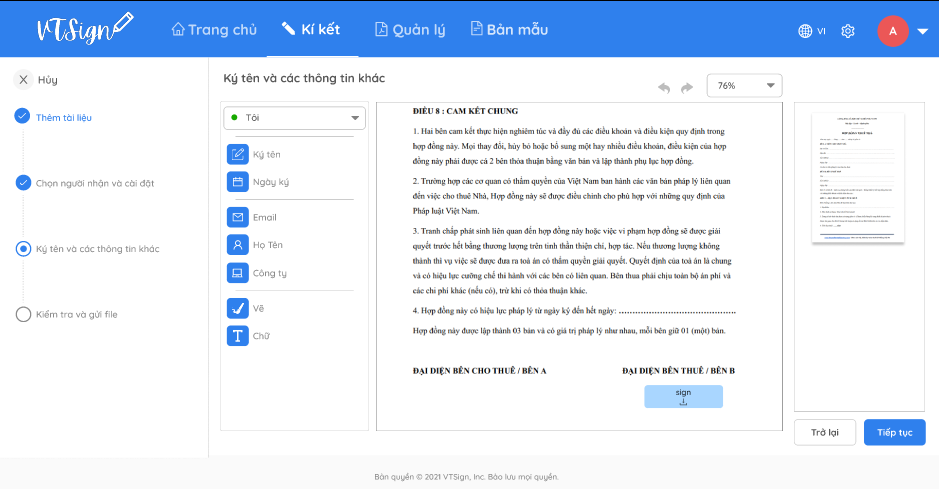 VTSign
Trang chủ
Kí kết
Quản lý
Bản mẫu
VI
A
Hủy
Thêm tài liệu
Chọn người nhận và cài đặt
Ký tên và các thông tin khác
Kiểm tra và gửi file
Ký tên và các thông tin khác
76%
Tôi
Ký tên
Ngày ký
Email
Họ Tên
Công ty
Vẽ
Chữ
ĐIỀU 8 : CAM KẾT CHUNG
1. Hai bên cam kết thực hiện nghiêm túc và đầy đủ các điều khoản và điều kiện quy định trong
hợp đồng này. Mọi thay đổi, hủy bỏ hoặc bổ sung một hay nhiều điều khoản, điều kiện của hợp
đồng này phải được cả 2 bên thỏa thuận bằng văn bản và lập thành phụ lục hợp đồng.
2. Trường hợp các cơ quan có thẩm quyền của Việt Nam ban hành các văn bản pháp lý liên quan
đến việc cho thuê Nhà, Hợp đồng này sẽ được điều chỉnh cho phù hợp với những quy định của
Pháp luật Việt Nam.
3. Tranh chấp phát sinh liên quan đến hợp đồng này hoặc việc vi phạm hợp đồng sẽ được giải
quyết trước hết bằng thương lượng trên tinh thần thiện chí, hợp tác. Nếu thương lượng không
thành thì vụ việc sẽ được đưa ra toà án có thẩm quyền giải quyết. Quyết định của toà án là chung
và có hiệu lực cưỡng chế thi hành với các bên có liên quan. Bên thua phải chịu toàn bộ án phí và
các chi phí khác (nếu có), trừ khi có thỏa thuận khác.
4. Hợp đồng này có hiệu lực pháp lý từ ngày ký đến hết ngày: ..........................................
Hợp đồng này được lập thành 03 bản và có giá trị pháp lý như nhau, mỗi bên giữ 01 (một) bản.
ĐẠI DIỆN BÊN CHO THUÊ / BÊN A
ĐẠI DIỆN BÊN THUÊ / BÊN B
sign
Trở lại
Tiếp tục
Bản quyền © 2021 VTSign, Inc. Bảo lưu mọi quyền.